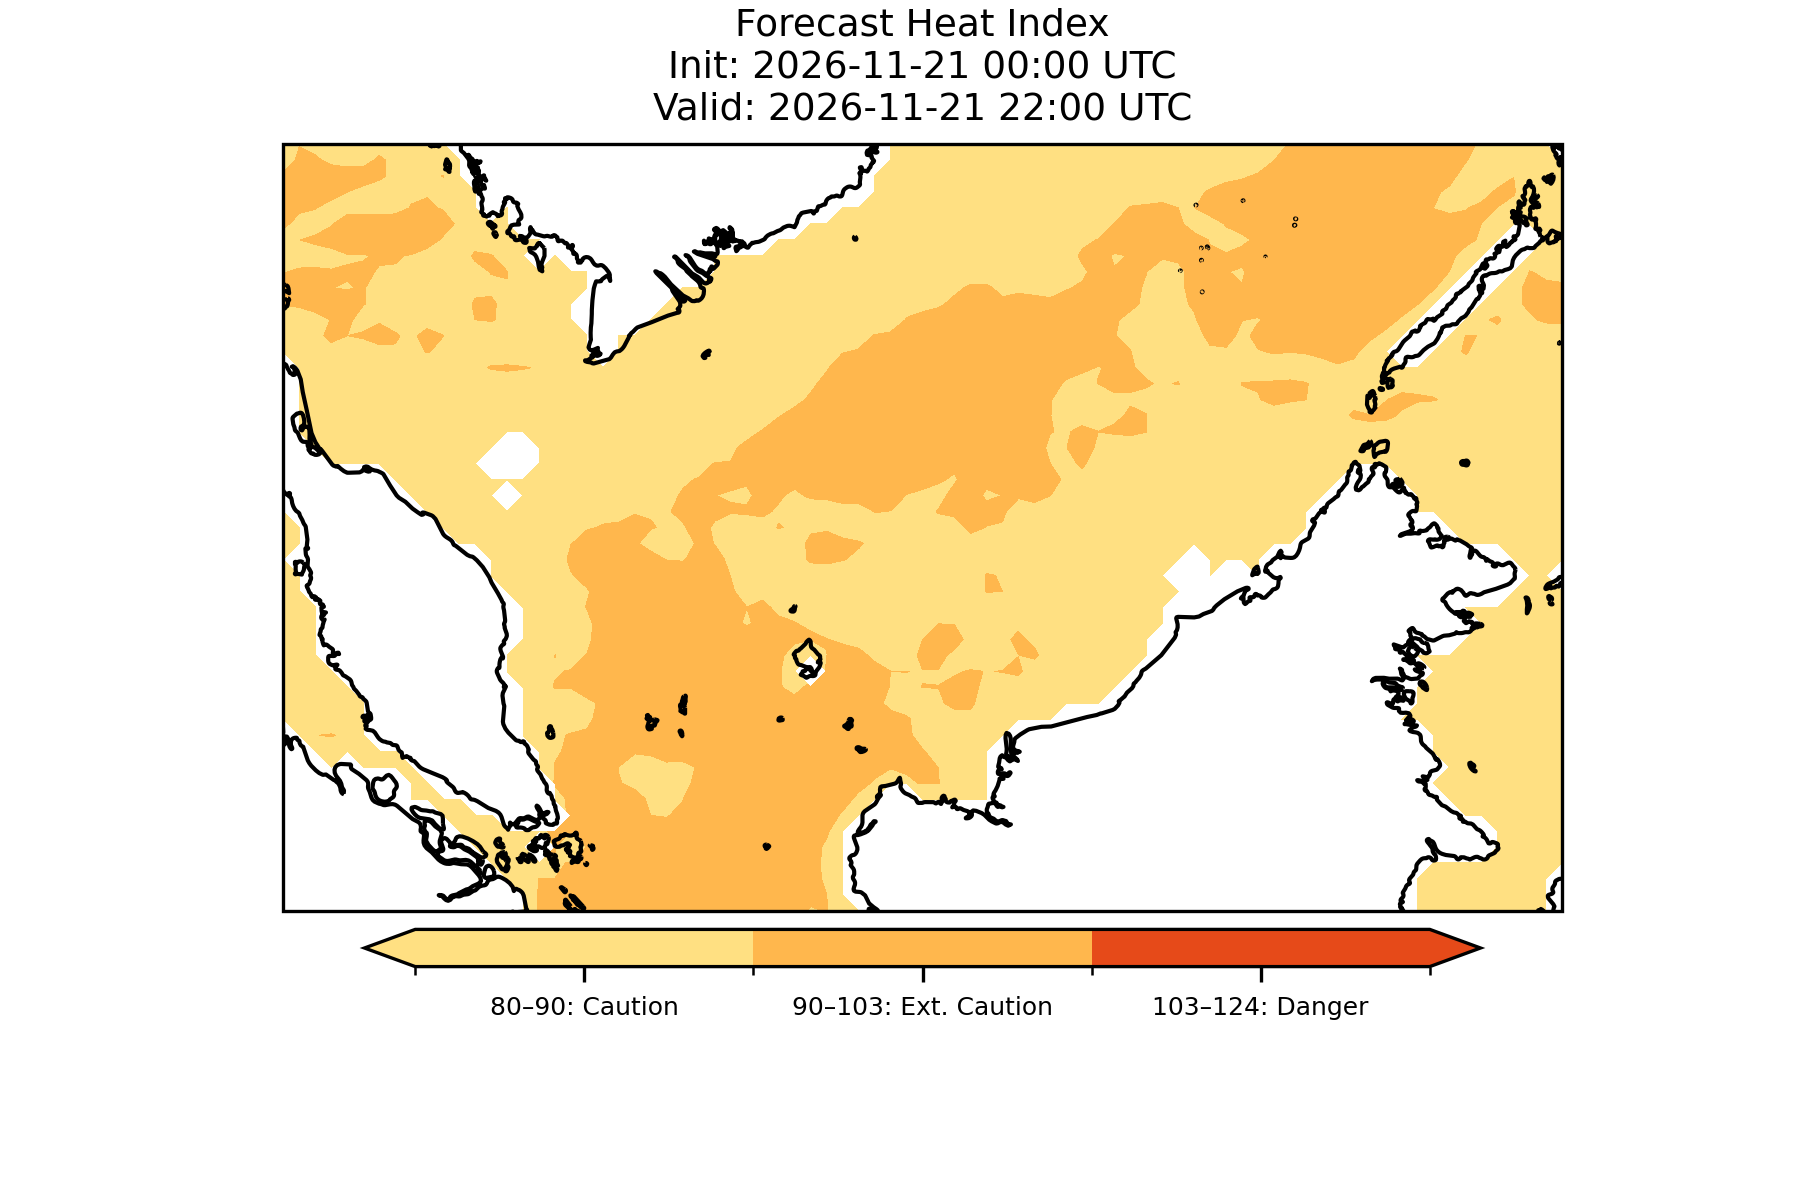 Forecast Heat Index
Init: 2026-11-21 00:00 UTC
Valid: 2026-11-21 22:00 UTC
80–90: Caution
90–103: Ext. Caution
103–124: Danger